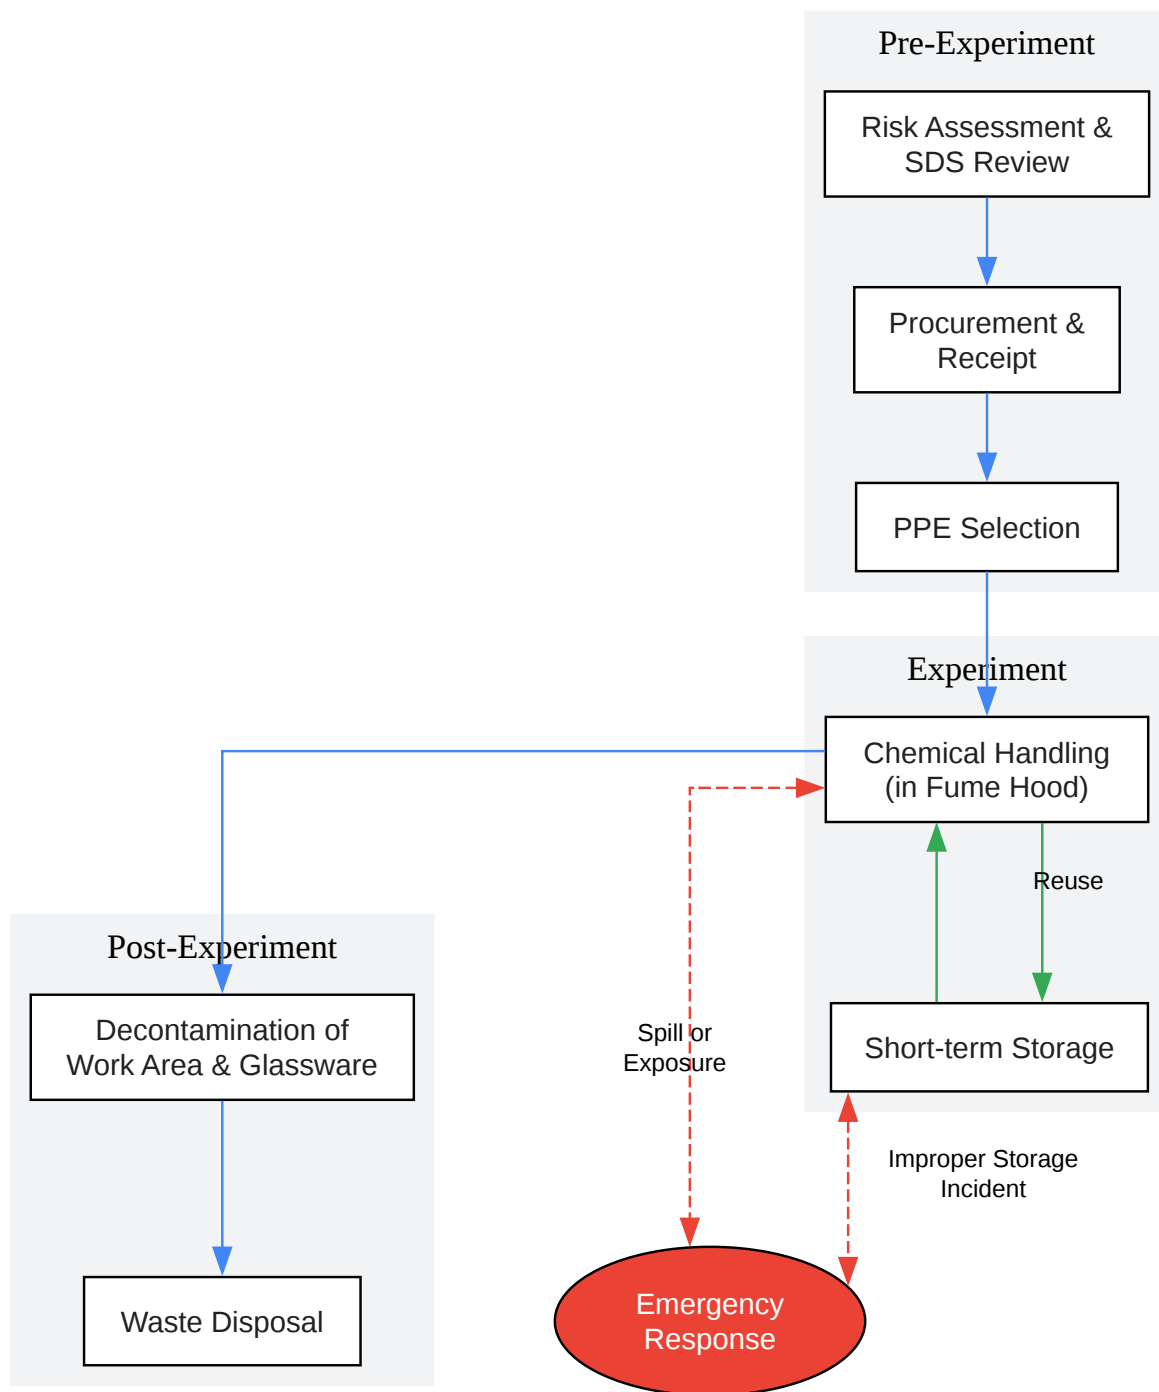 Pre-Experiment
Risk Assessment &
SDS Review
Procurement &
Receipt
PPE Selection
Experiment
Chemical Handling
(in Fume Hood)
Reuse
Short-term Storage
Post-Experiment
Decontamination of
Work Area & Glassware
Waste Disposal
Spill or
Exposure
Improper Storage
Incident
Emergency
Response